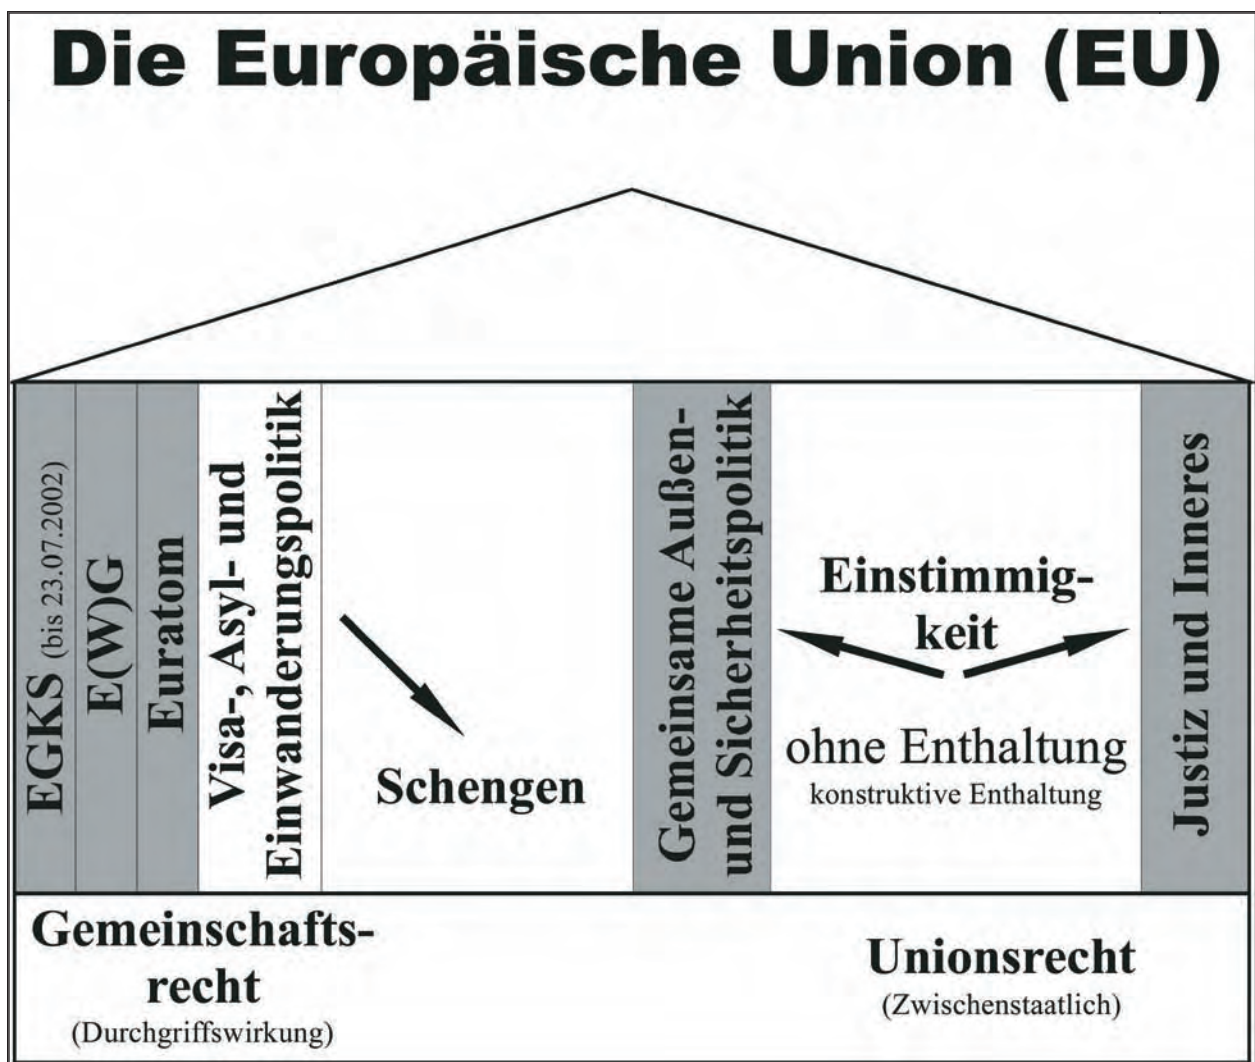 Die Europäische Union (EU)
EGKS (bis 23.07.2002)
E(W)G
Euratom
Visa-, Asyl- und
Einwanderungspolitik
Schengen
Gemeinsame Außen-
und Sicherheitspolitik
Einstimmig-
keit
ohne Enthaltung
konstruktive Enthaltung
Justiz und Inneres
Gemeinschafts-
recht
(Durchgriffswirkung)
Unionsrecht
(Zwischenstaatlich)